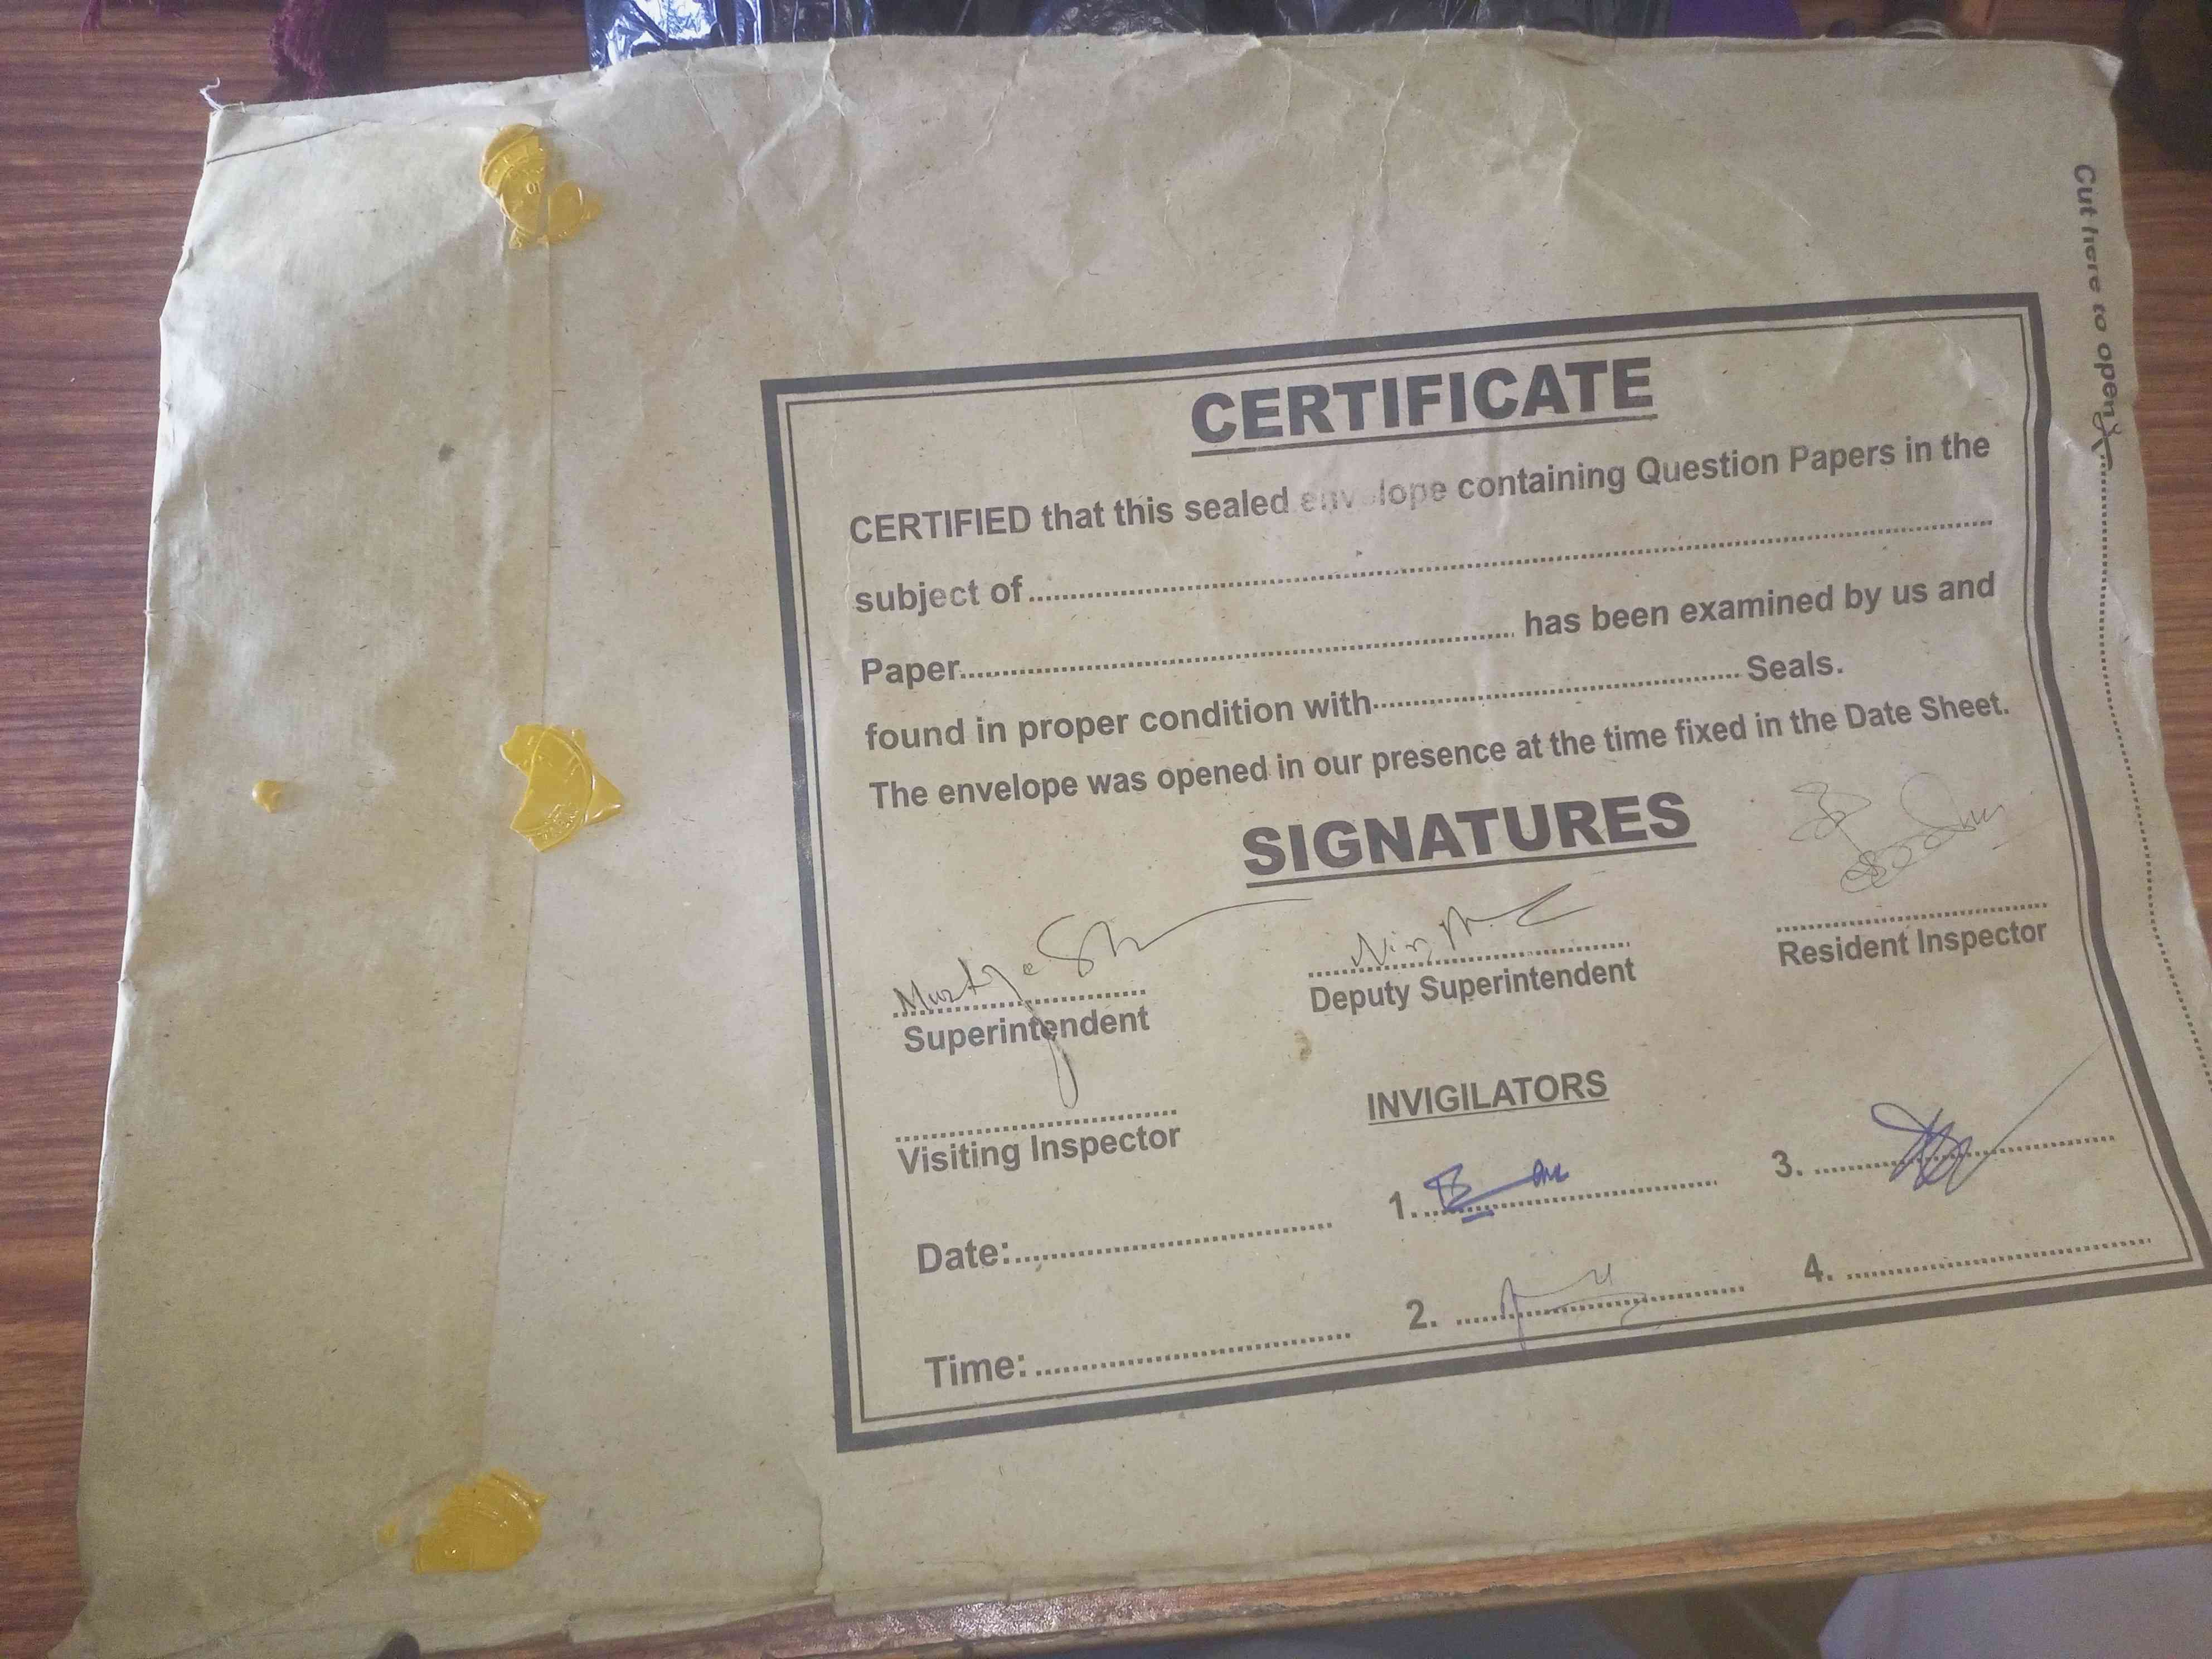 Cut here to open
CERTIFICATE
CERTIFIED that this sealed envelope containing Question Papers in the
subject of
Paper has been examined by us and
found in proper condition with Seals.
The envelope was opened in our presence at the time fixed in the Date Sheet.
SIGNATURES
Superintendent
Deputy Superintendent
Resident Inspector
Visiting Inspector
INVIGILATORS
1.
3.
Date:
2.
4.
Time: